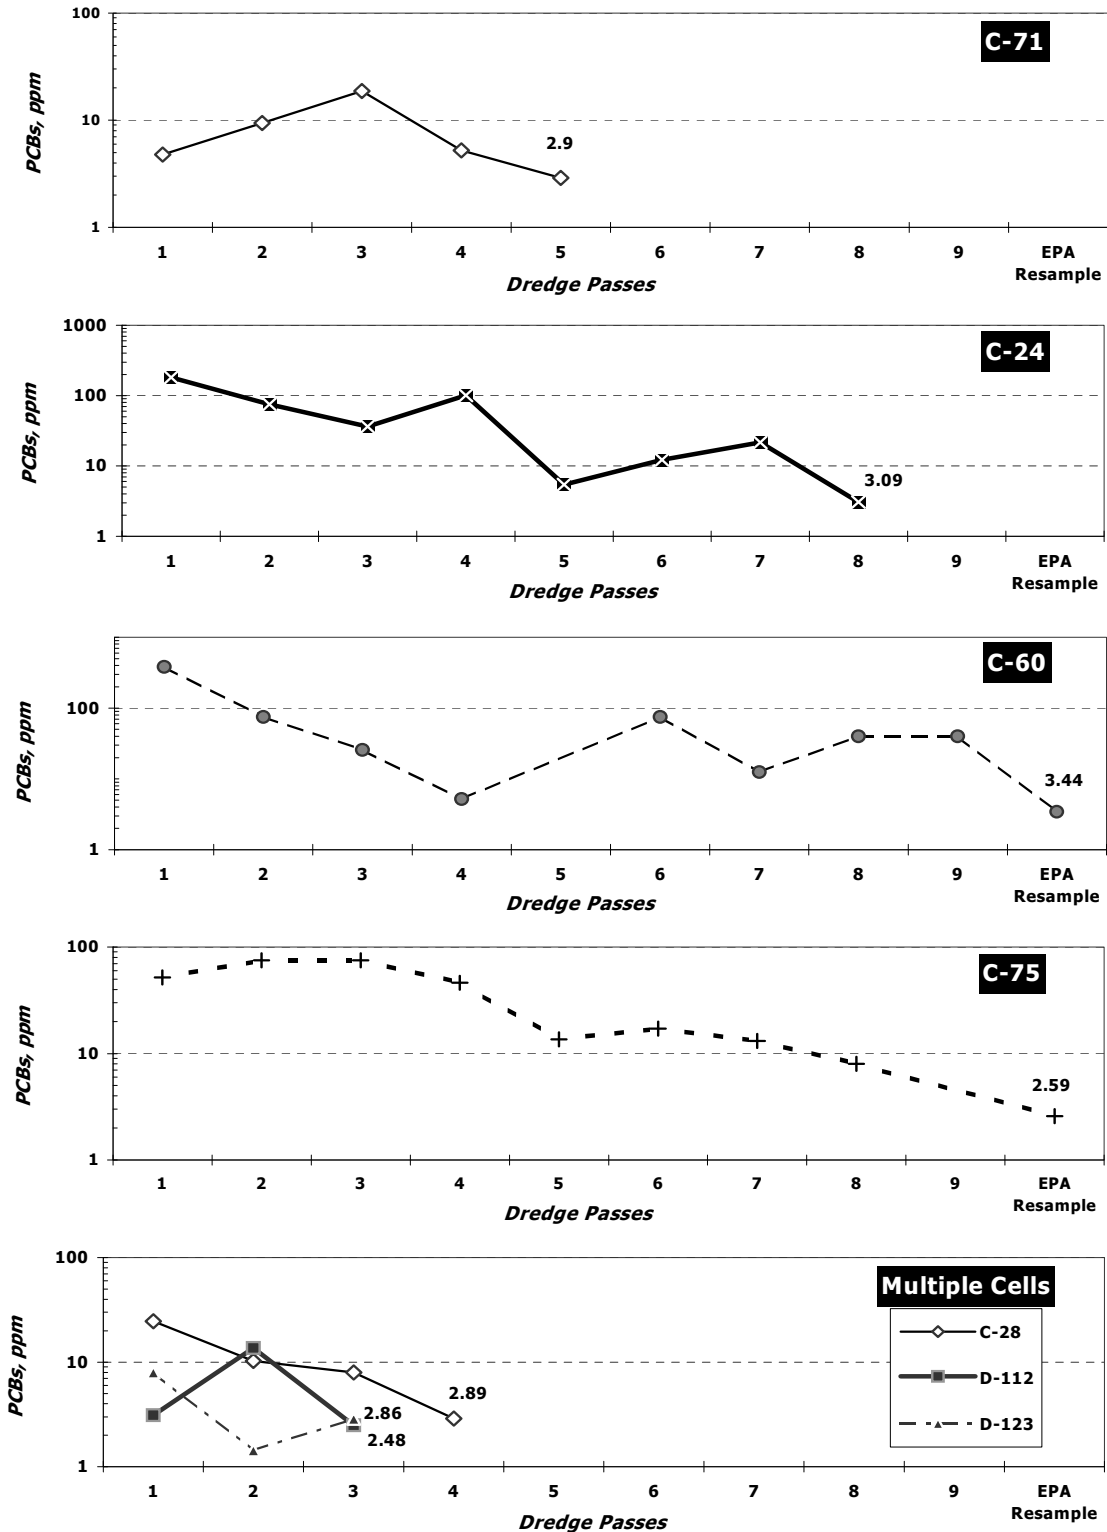 100
C-71
PCBs, ppm
10
2.9
1
1 2 3 4 5 6 7 8 9 EPA
Resample
Dredge Passes
1000
C-24
PCBs, ppm
100
10
3.09
1
1 2 3 4 5 6 7 8 9 EPA
Resample
Dredge Passes
C-60
PCBs, ppm
100
3.44
1
1 2 3 4 5 6 7 8 9 EPA
Resample
Dredge Passes
100
C-75
PCBs, ppm
10
2.59
1
1 2 3 4 5 6 7 8 9 EPA
Resample
Dredge Passes
100
Multiple Cells
PCBs, ppm
C-28
10
D-112
2.89
2.86
D-123
2.48
1
1 2 3 4 5 6 7 8 9 EPA
Resample
Dredge Passes